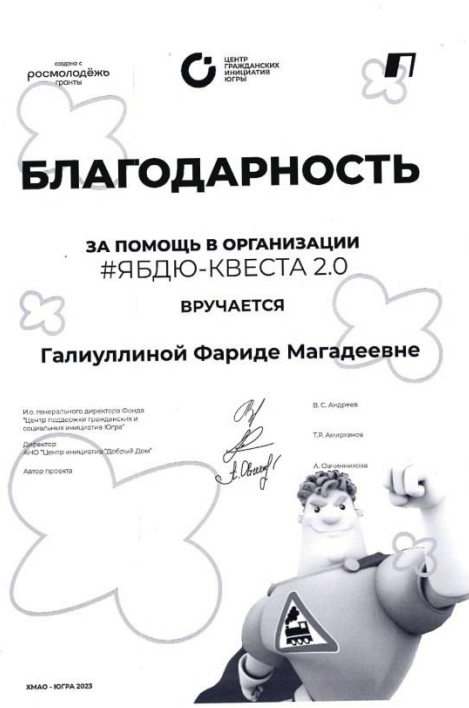 создано с
росмолодёжь
гранты
ЦЕНТР
ГРАЖДАНСКИХ
ИНИЦИАТИВ
ЮГРЫ
БЛАГОДАРНОСТЬ
ЗА ПОМОЩЬ В ОРГАНИЗАЦИИ
#ЯБДЮ-КВЕСТА 2.0
ВРУЧАЕТСЯ
Галиуллиной Фариде Магадеевне
И.о. генерального директора Фонда
"Центр поддержки гражданских и
социальных инициатив Югры"
В. С. Андреев
Директор
АНО "Центр инициатив "Добрый Дом"
Т.Р. Амирханов
Автор проекта
А. Овчинникова
ХМАО - ЮГРА 2023